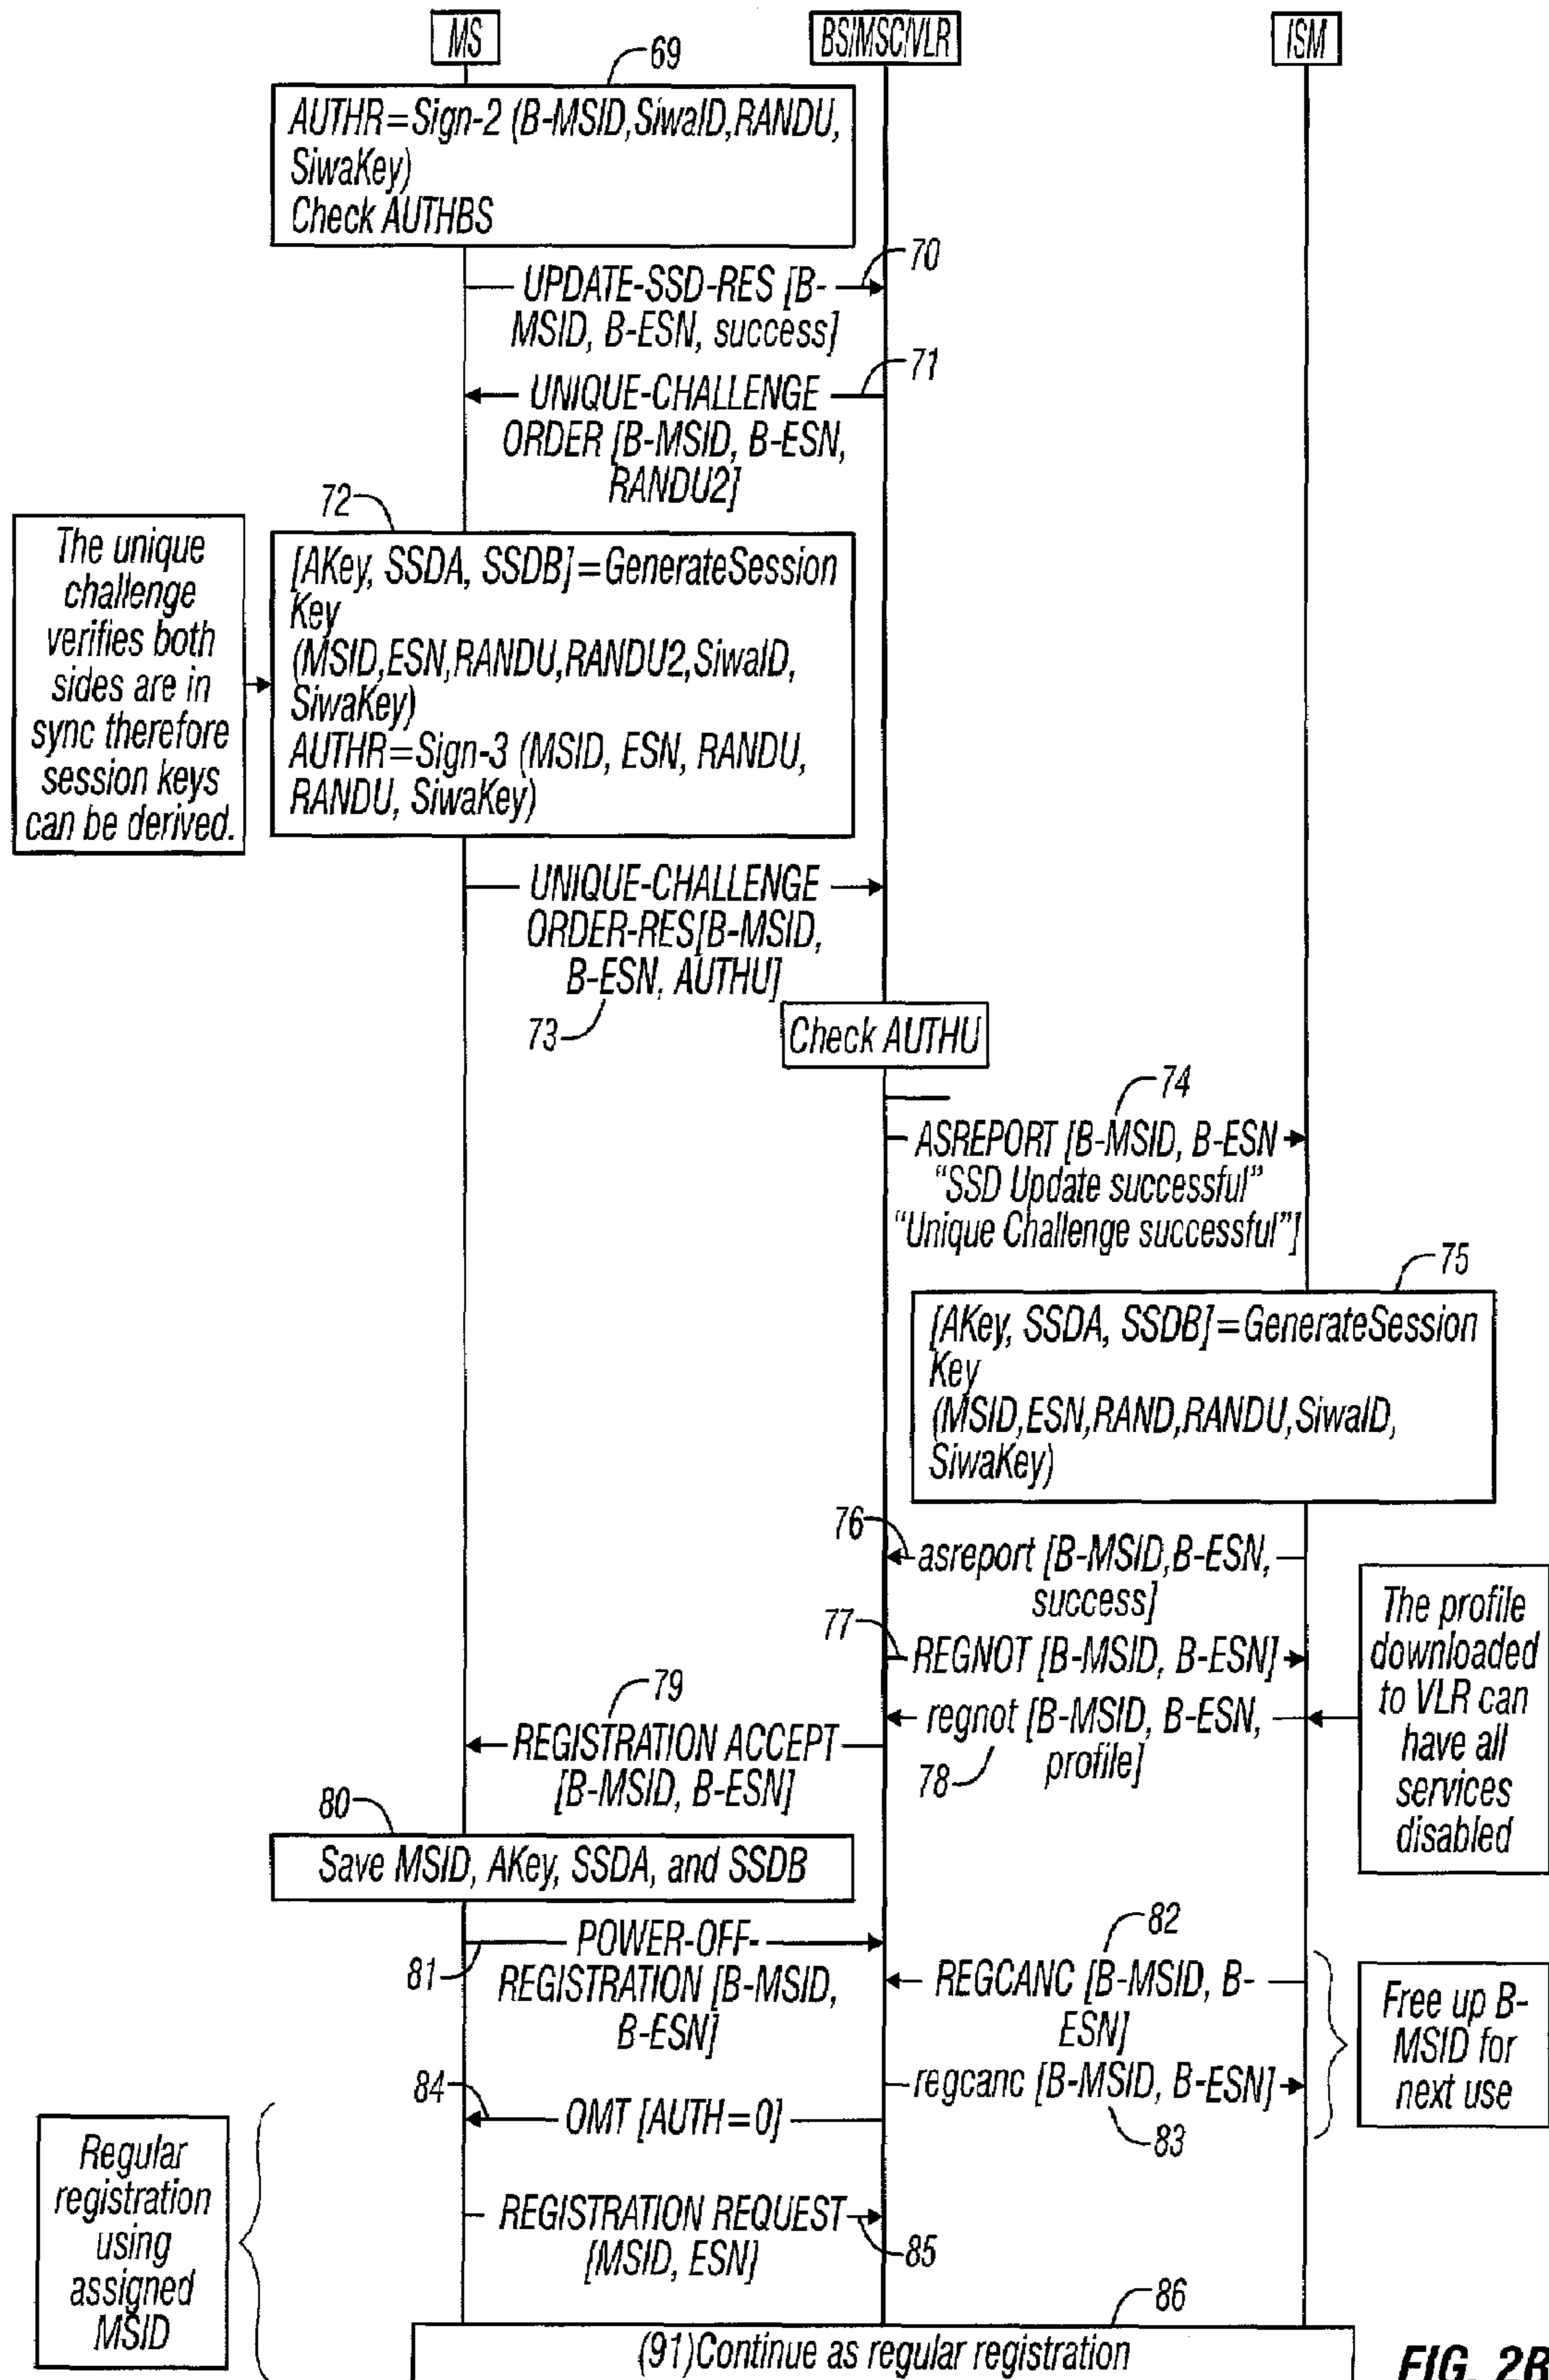 MS
BS/MSC/VLR
ISM
69
AUTHR=Sign-2 (B-MSID,SiwaID,RANDU,
SiwaKey)
Check AUTHBS
70
UPDATE-SSD-RES [B-
MSID, B-ESN, success]
71
UNIQUE-CHALLENGE
ORDER [B-MSID, B-ESN,
RANDU2]
72
The unique
challenge
verifies both
sides are in
sync therefore
session keys
can be derived.
[AKey, SSDA, SSDB]=GenerateSession
Key
(MSID,ESN,RANDU,RANDU2,SiwaID,
SiwaKey)
AUTHR=Sign-3 (MSID, ESN, RANDU,
RANDU, SiwaKey)
UNIQUE-CHALLENGE
ORDER-RES[B-MSID,
B-ESN, AUTHU]
73
Check AUTHU
74
ASREPORT [B-MSID, B-ESN
“SSD Update successful”
“Unique Challenge successful”]
75
[AKey, SSDA, SSDB]=GenerateSession
Key
(MSID,ESN,RAND,RANDU,SiwaID,
SiwaKey)
76
asreport [B-MSID,B-ESN,
success]
77
REGNOT [B-MSID, B-ESN]
The profile
downloaded
to VLR can
have all
services
disabled
79
REGISTRATION ACCEPT
[B-MSID, B-ESN]
regnot [B-MSID, B-ESN,
profile]
78
80
Save MSID, AKey, SSDA, and SSDB
81
POWER-OFF-
REGISTRATION [B-MSID,
B-ESN]
82
REGCANC [B-MSID, B-
ESN]
Free up B-
MSID for
next use
regcanc [B-MSID, B-ESN]
83
84
OMT [AUTH=0]
Regular
registration
using
assigned
MSID
REGISTRATION REQUEST
[MSID, ESN]
85
86
(91)Continue as regular registration
FIG. 2B